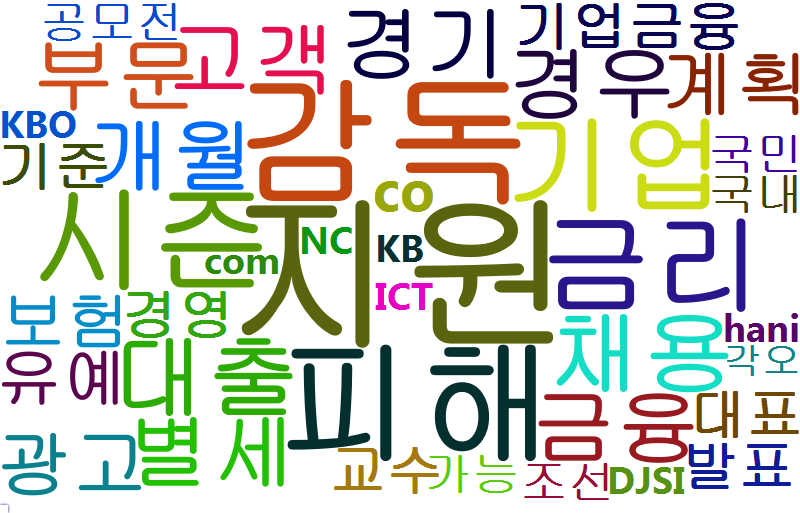 공모전
고객
경기
기업금융
부문
감독
경우
계획
KBO
개월
기업
국민
기준
국내
시즌
CO
지원
금리
com
NC
KB
ICT
보험
경영
채용
hani
유예
대출
피해
각오
광고
별세
금융
대표
교수
가능
조선
DJSI
발표